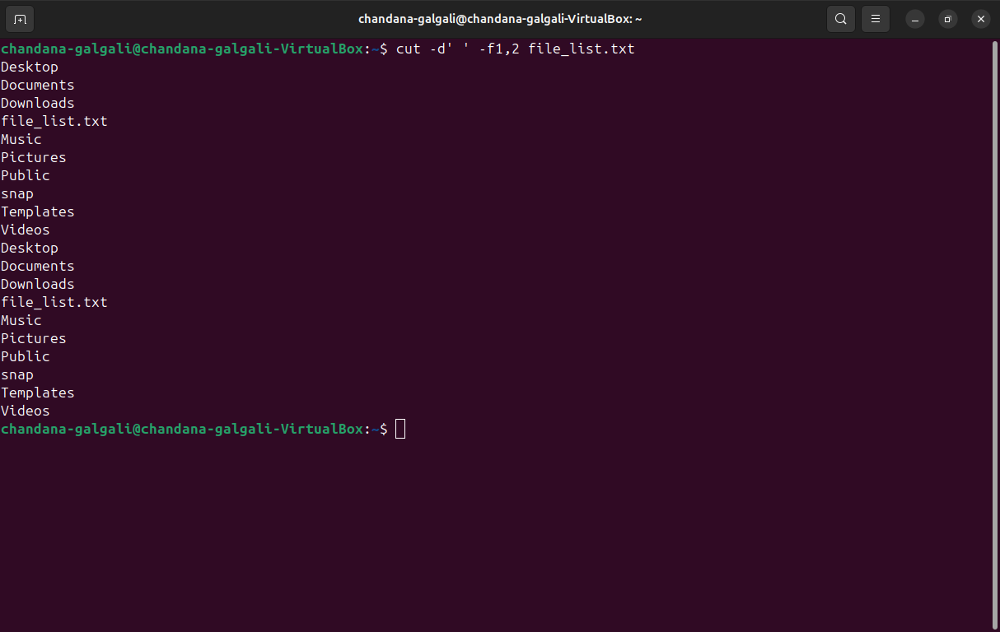 chandana-galgali@chandana-galgali-VirtualBox: ~
chandana-galgali@chandana-galgali-VirtualBox:~$ cut -d' ' -f1,2 file_list.txt
Desktop
Documents
Downloads
file_list.txt
Music
Pictures
Public
snap
Templates
Videos
Desktop
Documents
Downloads
file_list.txt
Music
Pictures
Public
snap
Templates
Videos
chandana-galgali@chandana-galgali-VirtualBox:~$